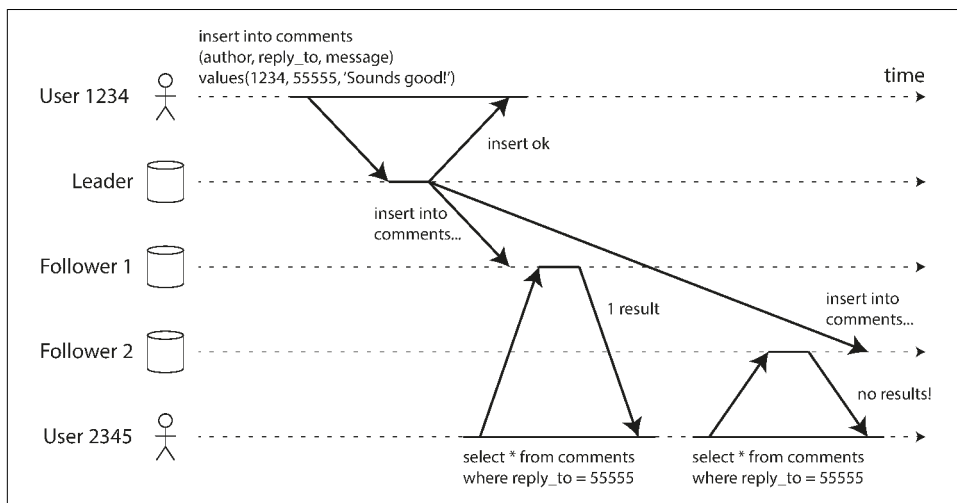 insert into comments
(author, reply_to, message)
values(1234, 55555, ‘Sounds good!’)
time
User 1234
insert ok
Leader
insert into
comments...
Follower 1
1 result
insert into
comments...
Follower 2
no results!
User 2345
select * from comments
where reply_to = 55555
select * from comments
where reply_to = 55555